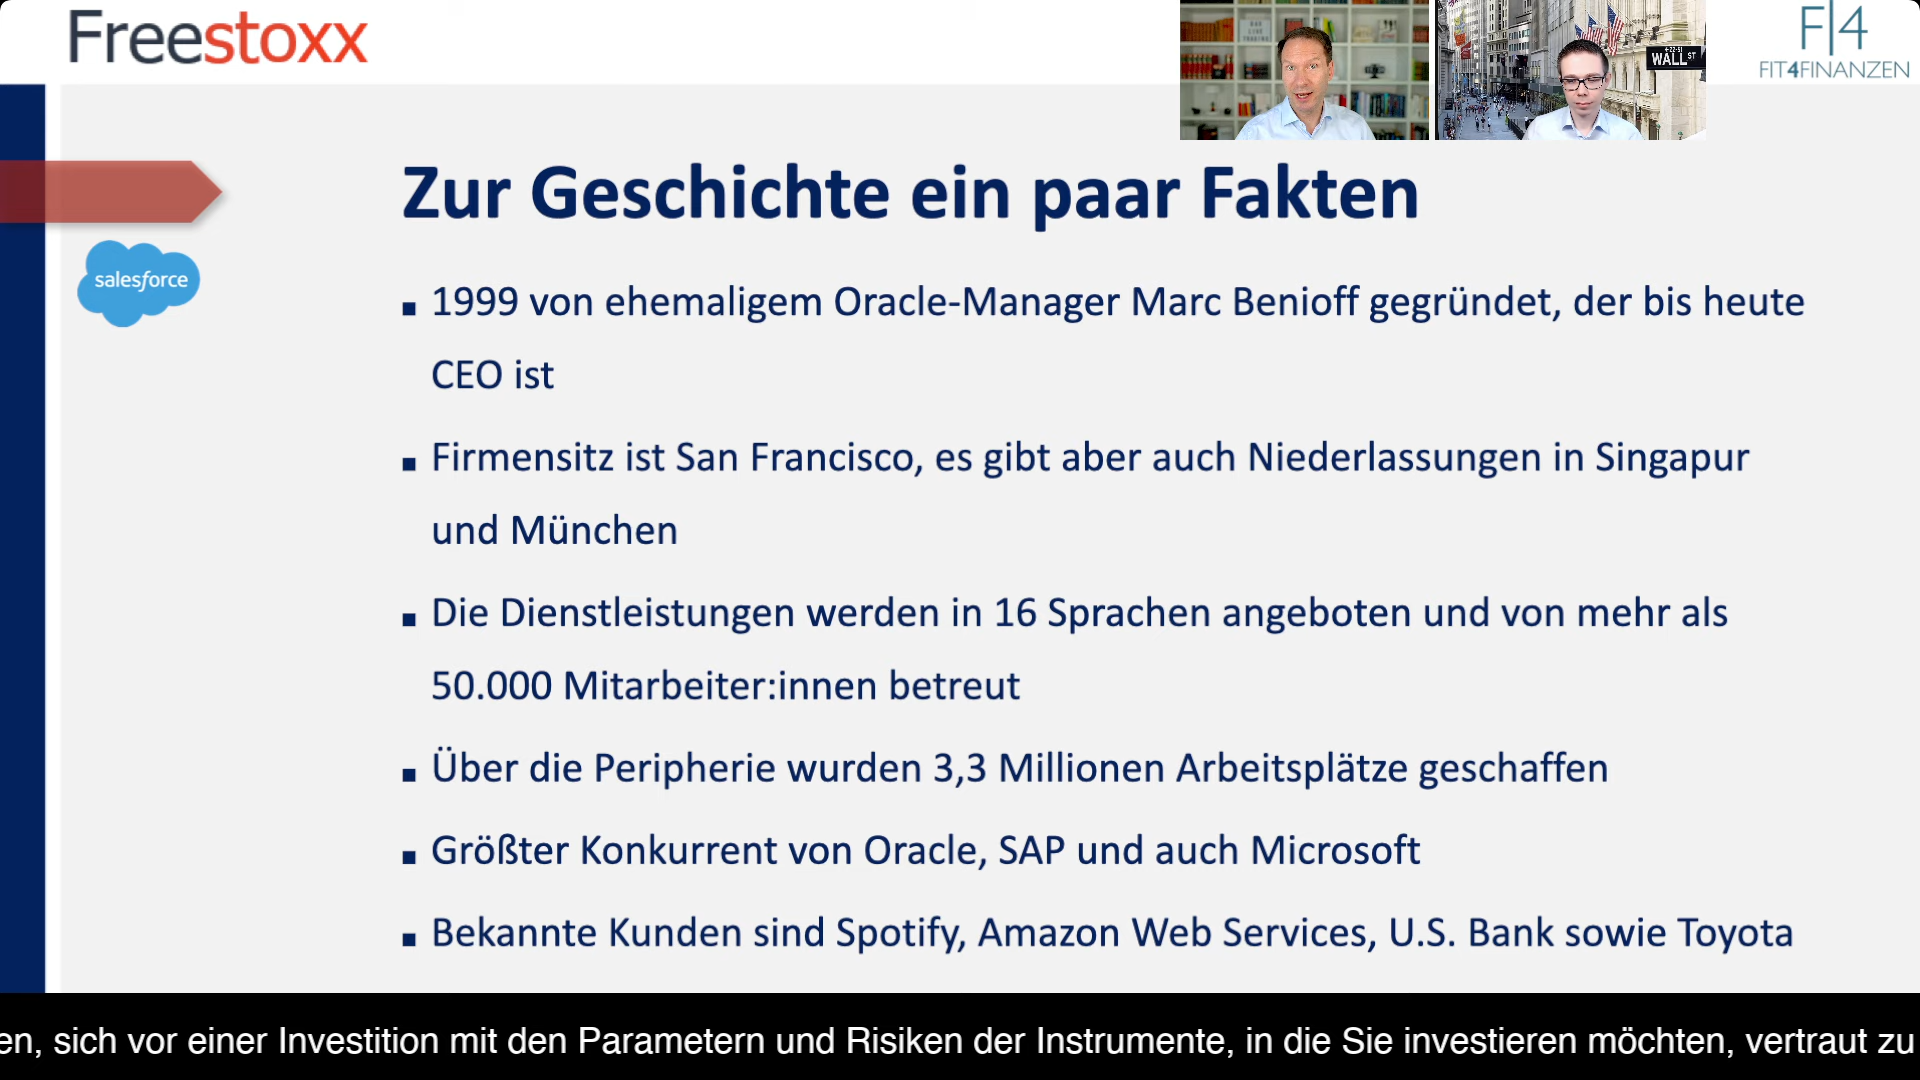 Freestoxx
WALL ST
F|4
FIT4FINANZEN
Zur Geschichte ein paar Fakten
salesforce
▪ 1999 von ehemaligem Oracle-Manager Marc Benioff gegründet, der bis heute
CEO ist
▪ Firmensitz ist San Francisco, es gibt aber auch Niederlassungen in Singapur
und München
▪ Die Dienstleistungen werden in 16 Sprachen angeboten und von mehr als
50.000 Mitarbeiter:innen betreut
▪ Über die Peripherie wurden 3,3 Millionen Arbeitsplätze geschaffen
▪ Größter Konkurrent von Oracle, SAP und auch Microsoft
▪ Bekannte Kunden sind Spotify, Amazon Web Services, U.S. Bank sowie Toyota
en, sich vor einer Investition mit den Parametern und Risiken der Instrumente, in die Sie investieren möchten, vertraut zu